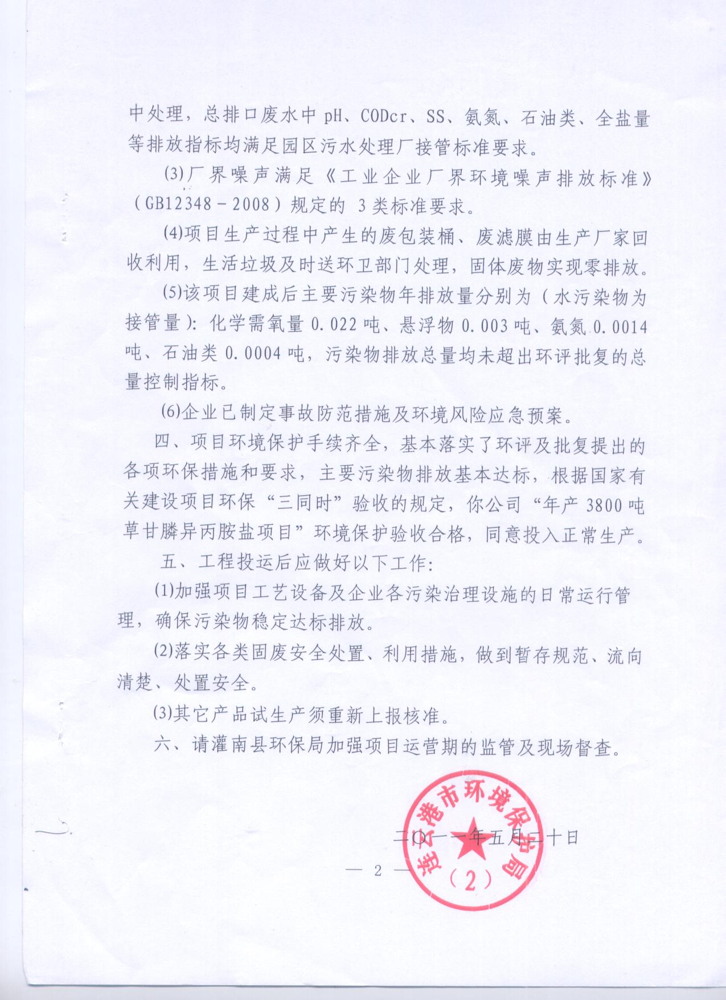 中处理，总排口废水中 pH、CODcr、SS、氨氮、石油类、全盐量
等排放指标均满足园区污水处理厂接管标准要求。
⑶厂界噪声满足《工业企业厂界环境噪声排放标准》
（GB12348－2008）规定的 3 类标准要求。
⑷项目生产过程中产生的废包装桶、废滤膜由生产厂家回
收利用，生活垃圾及时送环卫部门处理，固体废物实现零排放。
⑸该项目建成后主要污染物年排放量分别为（水污染物为
接管量）：化学需氧量 0.022 吨、悬浮物 0.003 吨、氨氮 0.0014
吨、石油类 0.0004 吨，污染物排放总量均未超出环评批复的总
量控制指标。
⑹企业已制定事故防范措施及环境风险应急预案。
四、项目环境保护手续齐全，基本落实了环评及批复提出的
各项环保措施和要求，主要污染物排放基本达标，根据国家有
关建设项目环保“三同时”验收的规定，你公司“年产 3800 吨
草甘膦异丙胺盐项目”环境保护验收合格，同意投入正常生产。
五、工程投运后应做好以下工作：
⑴加强项目工艺设备及企业各污染治理设施的日常运行管
理，确保污染物稳定达标排放。
⑵落实各类固废安全处置、利用措施，做到暂存规范、流向
清楚、处置安全。
⑶其它产品试生产须重新上报核准。
六、请灌南县环保局加强项目运营期的监管及现场督查。
连云港市环境保护局
二〇一一年五月二十日
（2）
— 2 —